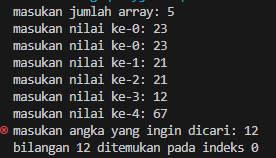 masukan jumlah array: 5
masukan nilai ke-0: 23
masukan nilai ke-0: 23
masukan nilai ke-1: 21
masukan nilai ke-2: 21
masukan nilai ke-3: 12
masukan nilai ke-4: 67
masukan angka yang ingin dicari: 12
bilangan 12 ditemukan pada indeks 0